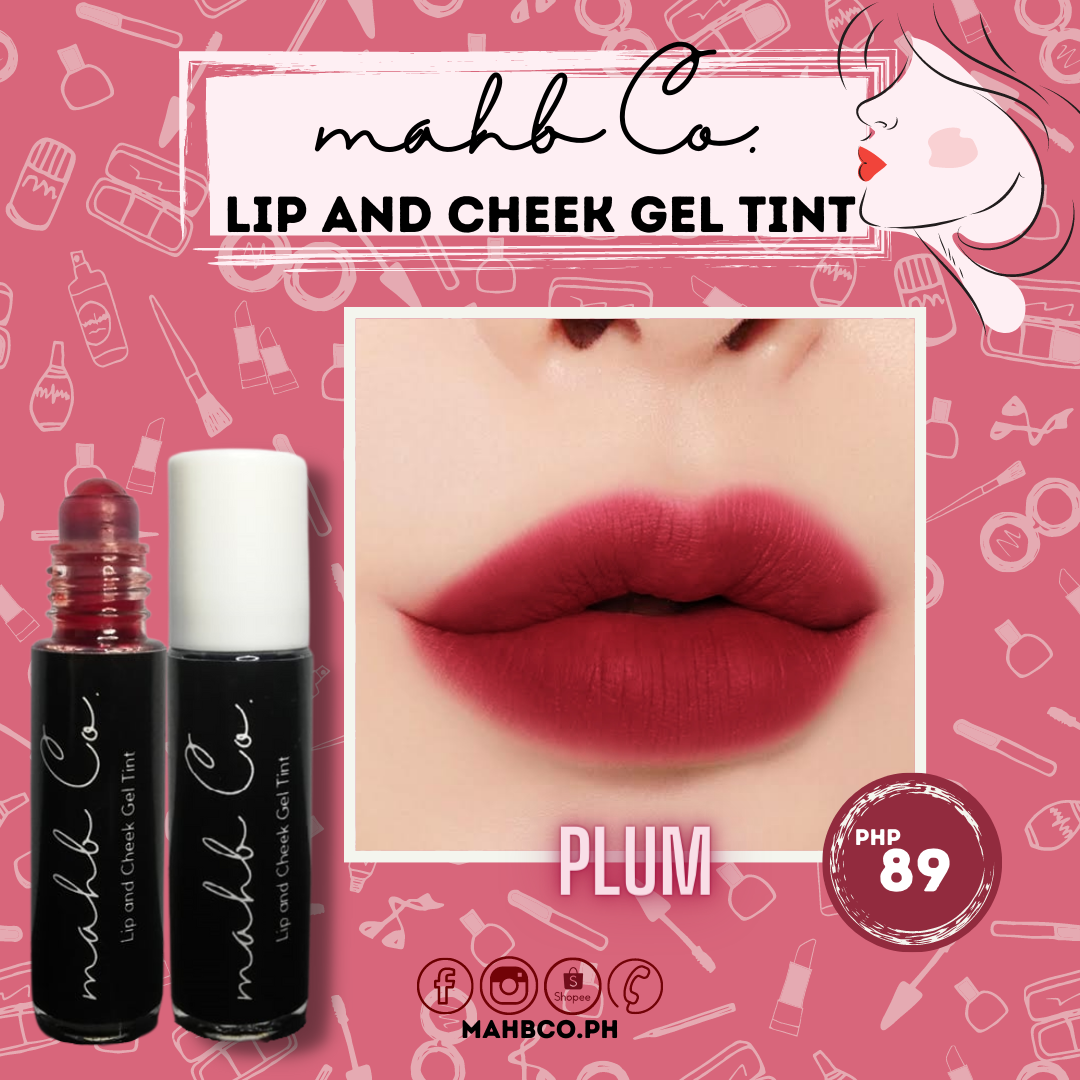 mahb Co.
LIP AND CHEEK GEL TINT
mahb Co.
Lip and Cheek Gel Tint
mahb Co.
Lip and Cheek Gel Tint
PLUM
PHP
89
Shopee
MAHBCO.PH